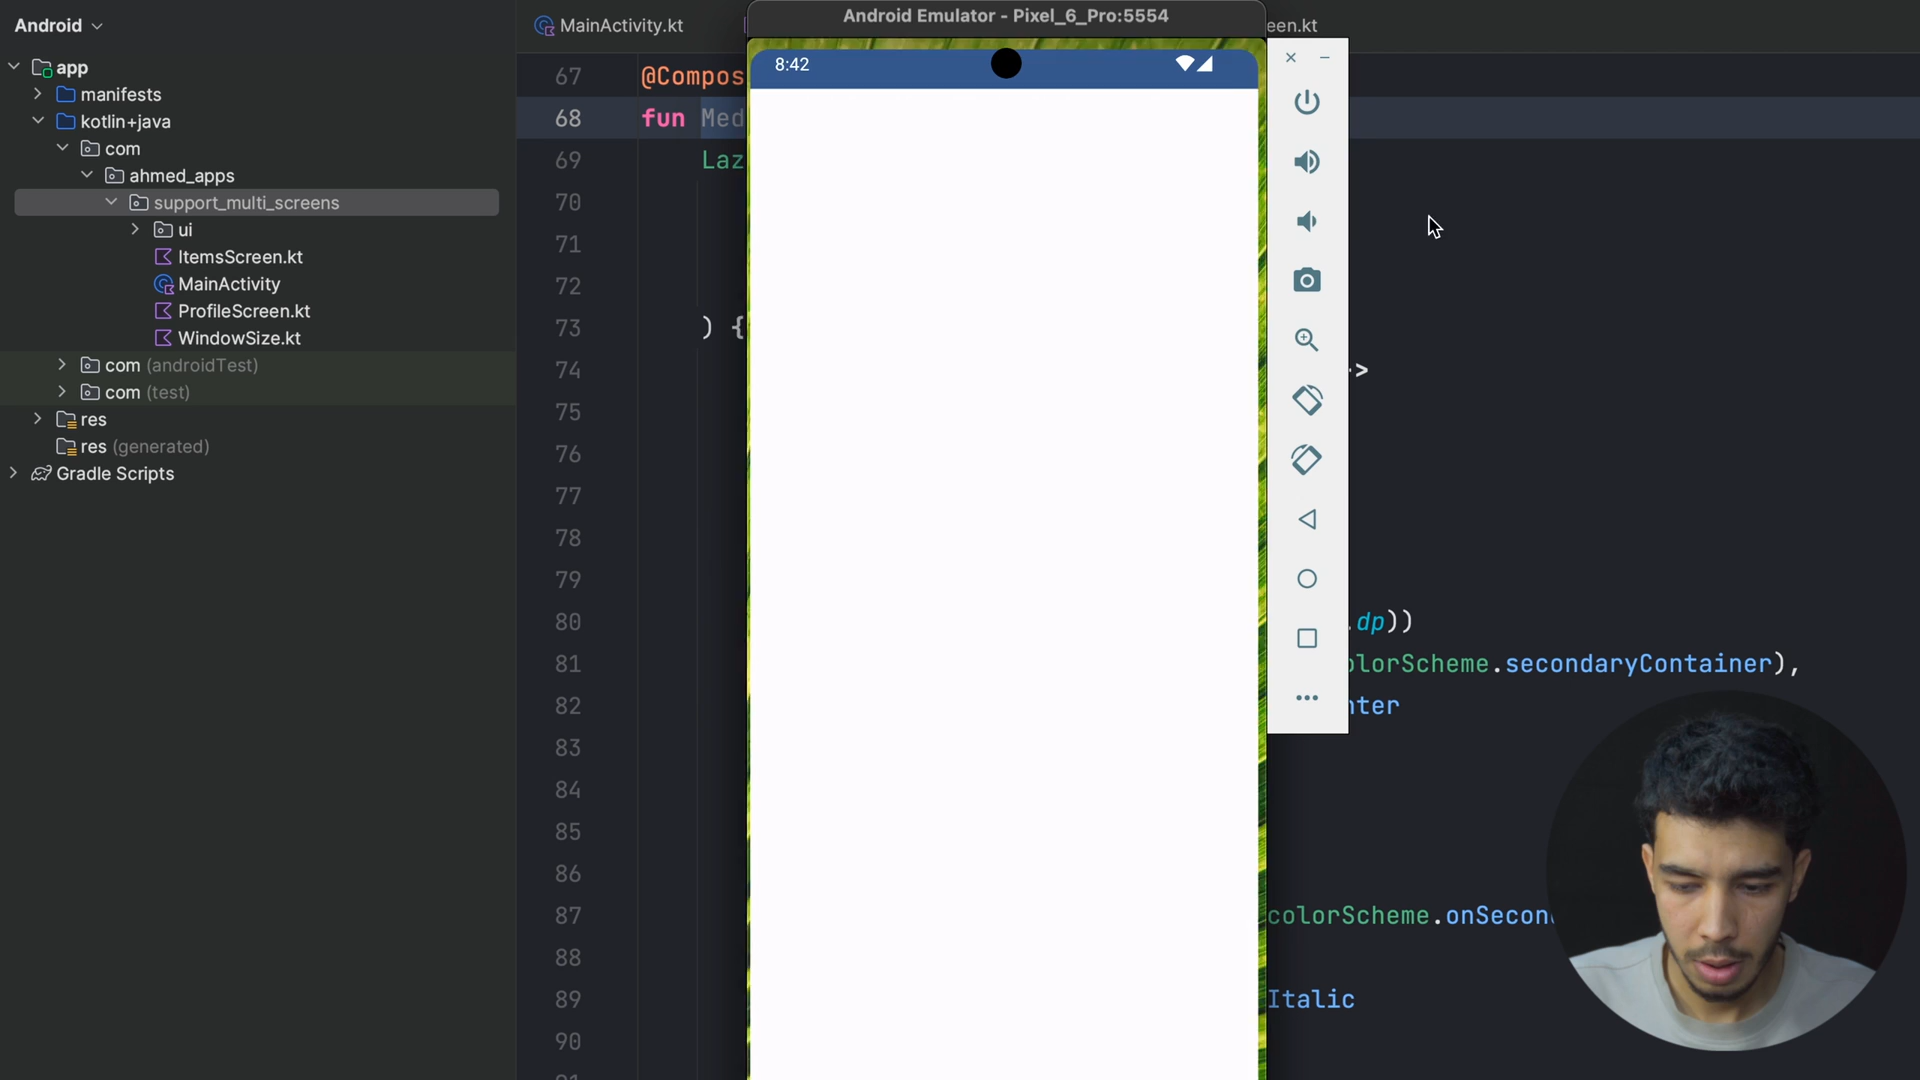 Android
app
manifests
kotlin+java
com
ahmed_apps
support_multi_screens
ui
ItemsScreen.kt
MainActivity
ProfileScreen.kt
WindowSize.kt
com (androidTest)
com (test)
res
res (generated)
Gradle Scripts
MainActivity.kt
een.kt
67 @Compos
68 fun Med
69 Laz
70
71
72
73 ) {
74 ->
75
76
77
78
79
80 .dp))
81 olorScheme.secondaryContainer),
82 nter
83
84
85
86
87 colorScheme.onSecon
88
89 Italic
90
Android Emulator - Pixel_6_Pro:5554
8:42